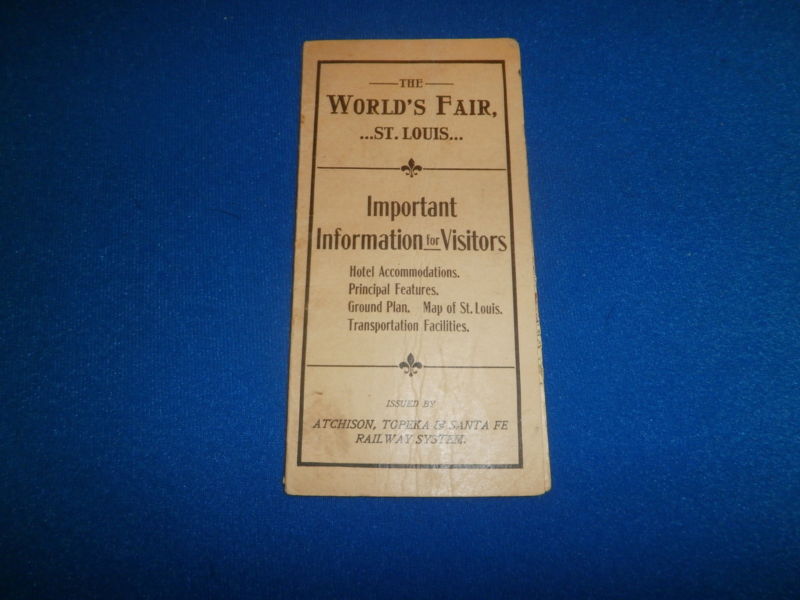 THE
WORLD'S FAIR,
...ST. LOUIS...
Important
Information for Visitors
Hotel Accommodations.
Principal Features.
Ground Plan. Map of St. Louis.
Transportation Facilities.
ISSUED BY
ATCHISON, TOPEKA & SANTA FE
RAILWAY SYSTEM.